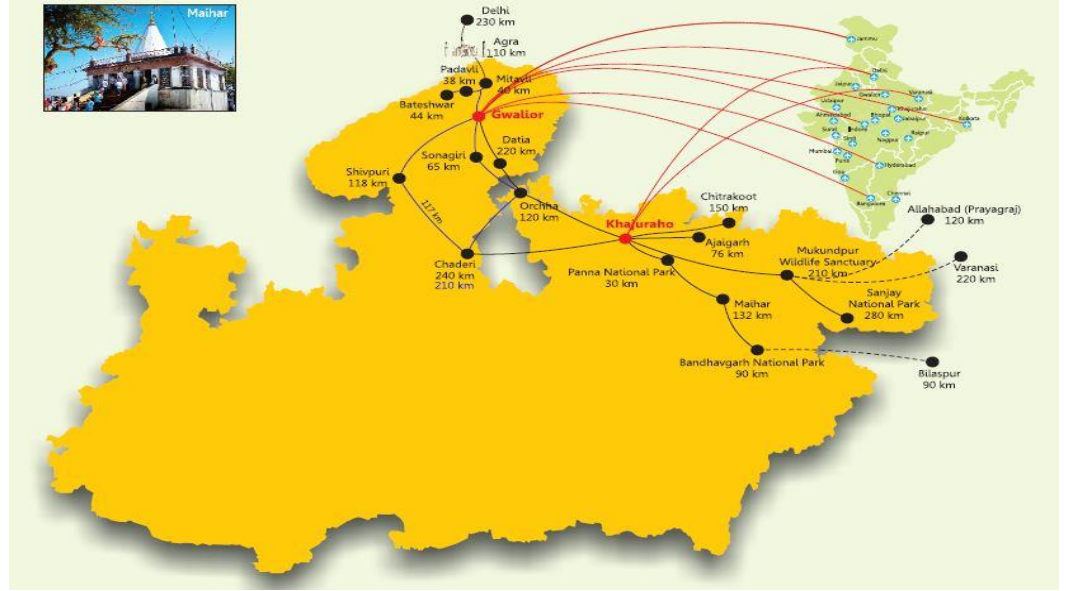 Maihar
Delhi
230 km
Agra
110 km
Padavli
38 km
Mitavli
40 km
Bateshwar
44 km
Gwalior
Datia
220 km
Sonagiri
65 km
Shivpuri
118 km
117 km
Orchha
120 km
Chaderi
240 km
210 km
Khajuraho
Chitrakoot
150 km
Ajaigarh
76 km
Panna National Park
30 km
Mukundpur
Wildlife Sanctuary
210 km
Allahabad (Prayagraj)
120 km
Varanasi
220 km
Sanjay
National Park
280 km
Maihar
132 km
Bandhavgarh National Park
90 km
Bilaspur
90 km
Jammu
Delhi
Gwalior
Varanasi
Udaipur
Khajuraho
Ahmedabad
Bhopal
Jabalpur
Kolkata
Indore
Surat
Nagpur
Raipur
Mumbai
Pune
Hyderabad
Goa
Chennai